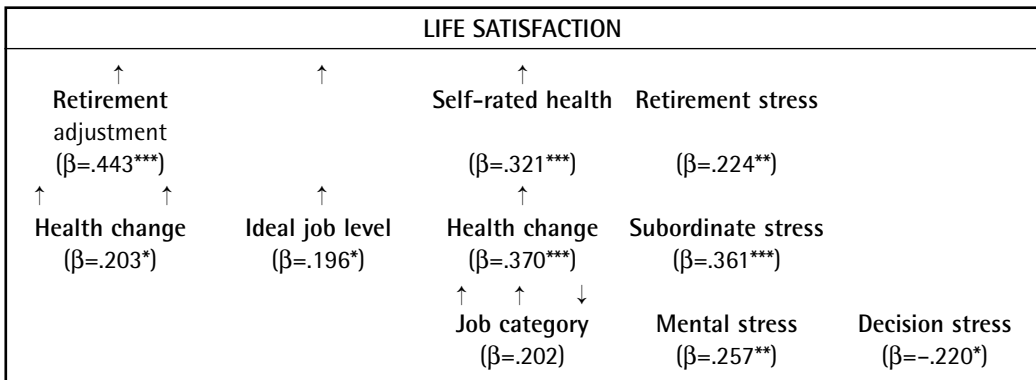 LIFE SATISFACTION
↑ ↑ ↑
Retirement Self-rated health Retirement stress
adjustment
(β=.443***) (β=.321***) (β=.224**)
↑ ↑ ↑ ↑
Health change Ideal job level Health change Subordinate stress
(β=.203*) (β=.196*) (β=.370***) (β=.361***)
↑ ↑ ↓
Job category Mental stress Decision stress
(β=.202) (β=.257**) (β=-.220*)